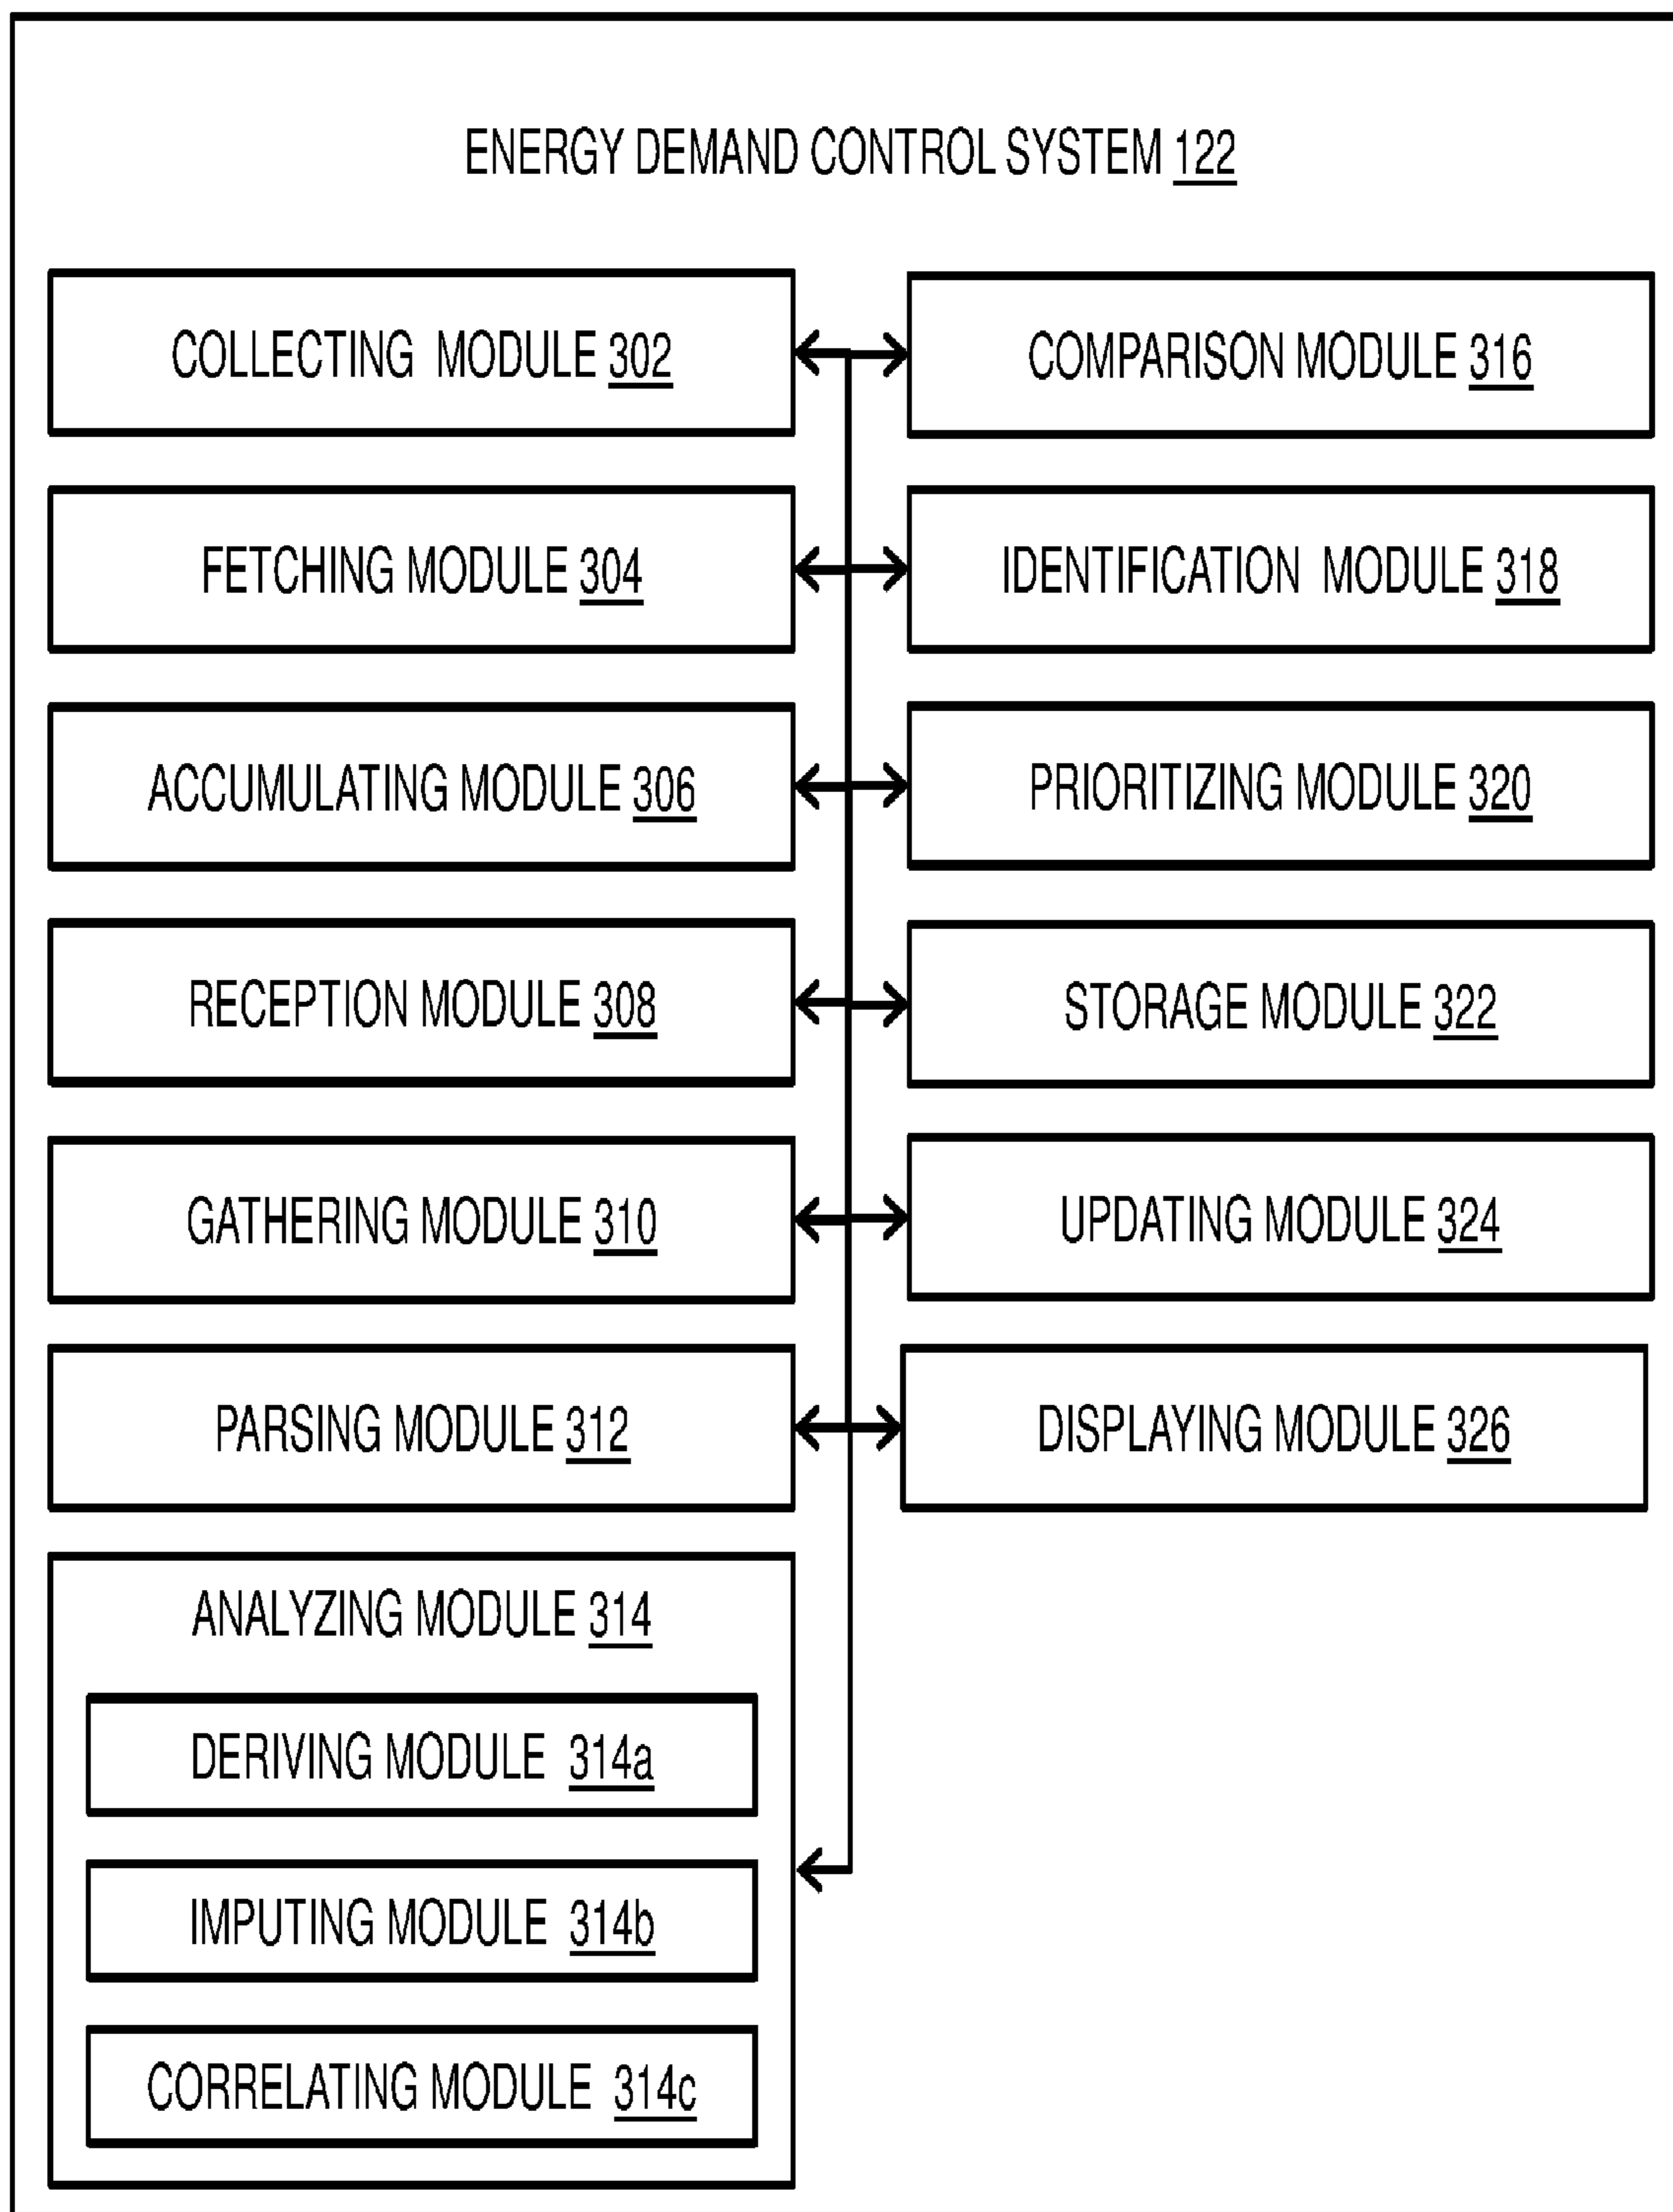 ENERGY DEMAND CONTROL SYSTEM 122
COLLECTING MODULE 302
FETCHING MODULE 304
ACCUMULATING MODULE 306
RECEPTION MODULE 308
GATHERING MODULE 310
PARSING MODULE 312
ANALYZING MODULE 314
DERIVING MODULE 314a
IMPUTING MODULE 314b
CORRELATING MODULE 314c
COMPARISON MODULE 316
IDENTIFICATION MODULE 318
PRIORITIZING MODULE 320
STORAGE MODULE 322
UPDATING MODULE 324
DISPLAYING MODULE 326